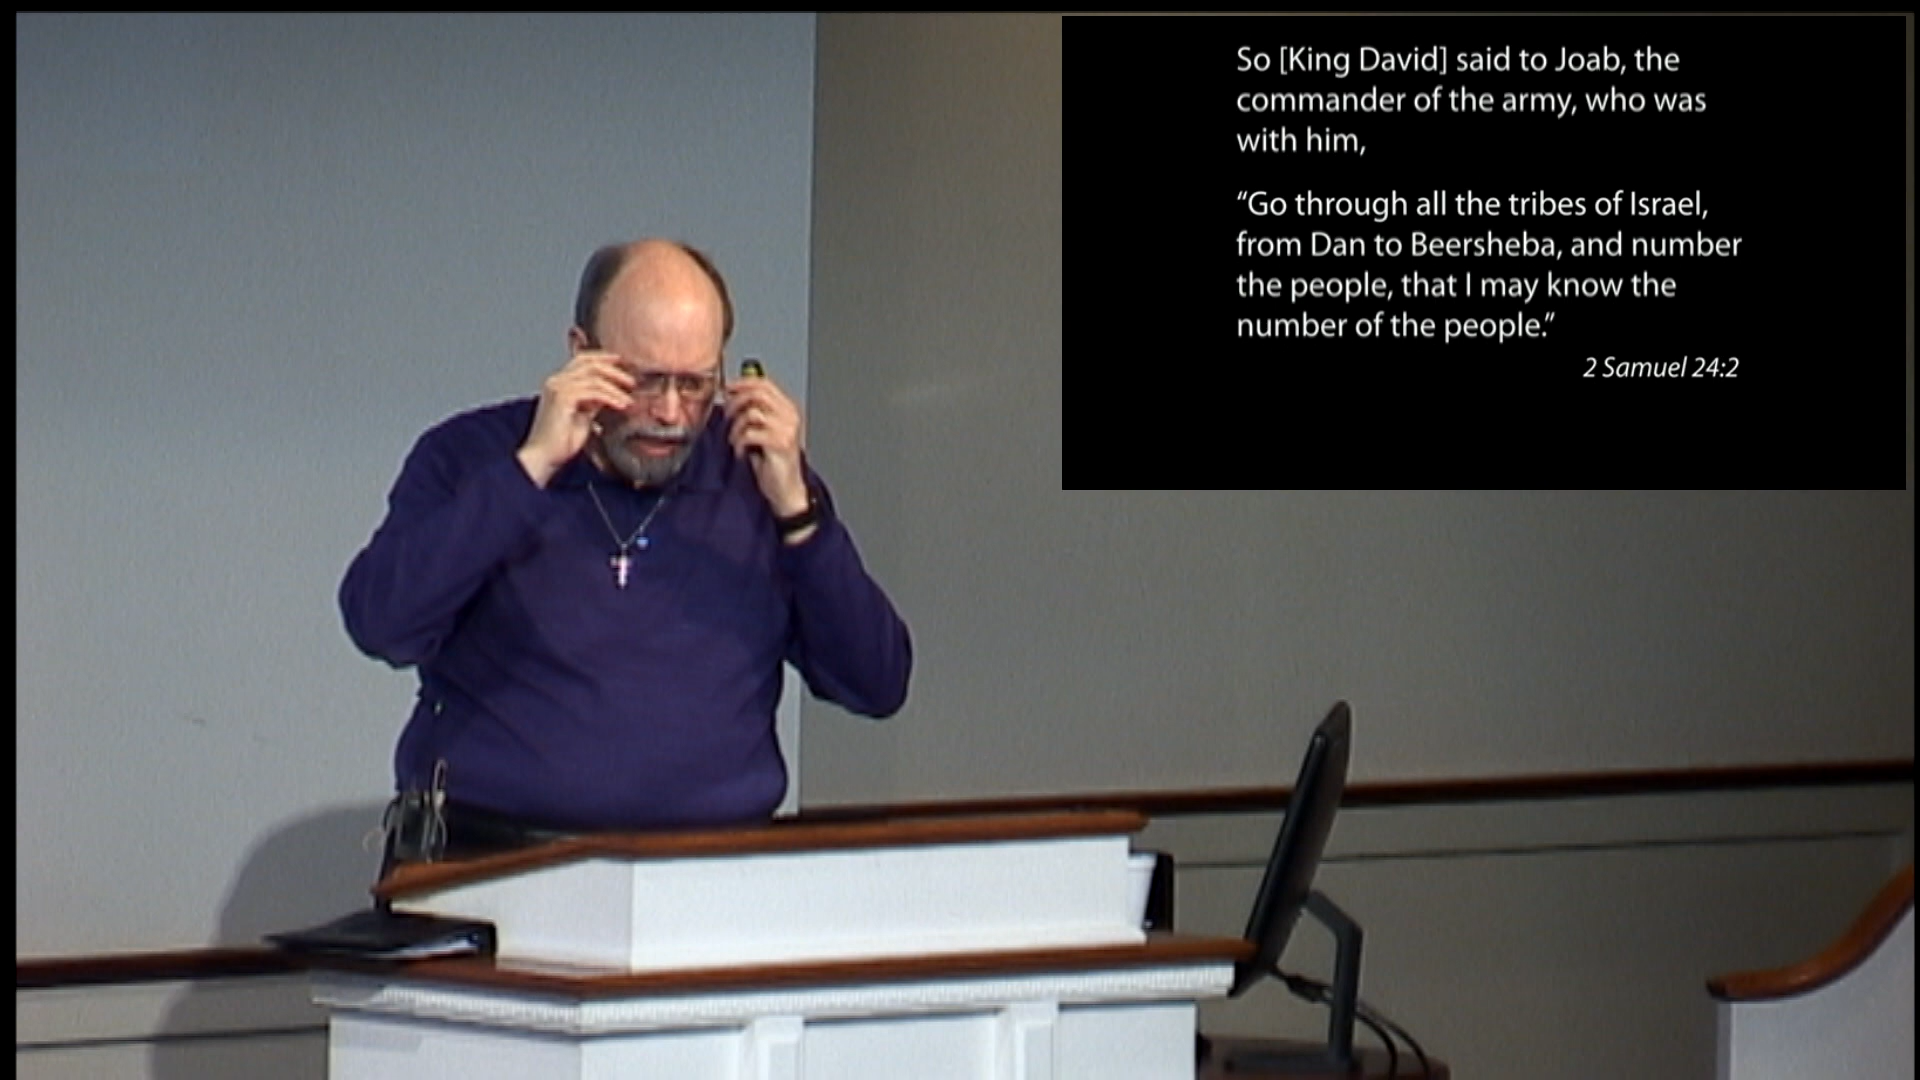 So [King David] said to Joab, the
commander of the army, who was
with him,
“Go through all the tribes of Israel,
from Dan to Beersheba, and number
the people, that I may know the
number of the people.”
2 Samuel 24:2